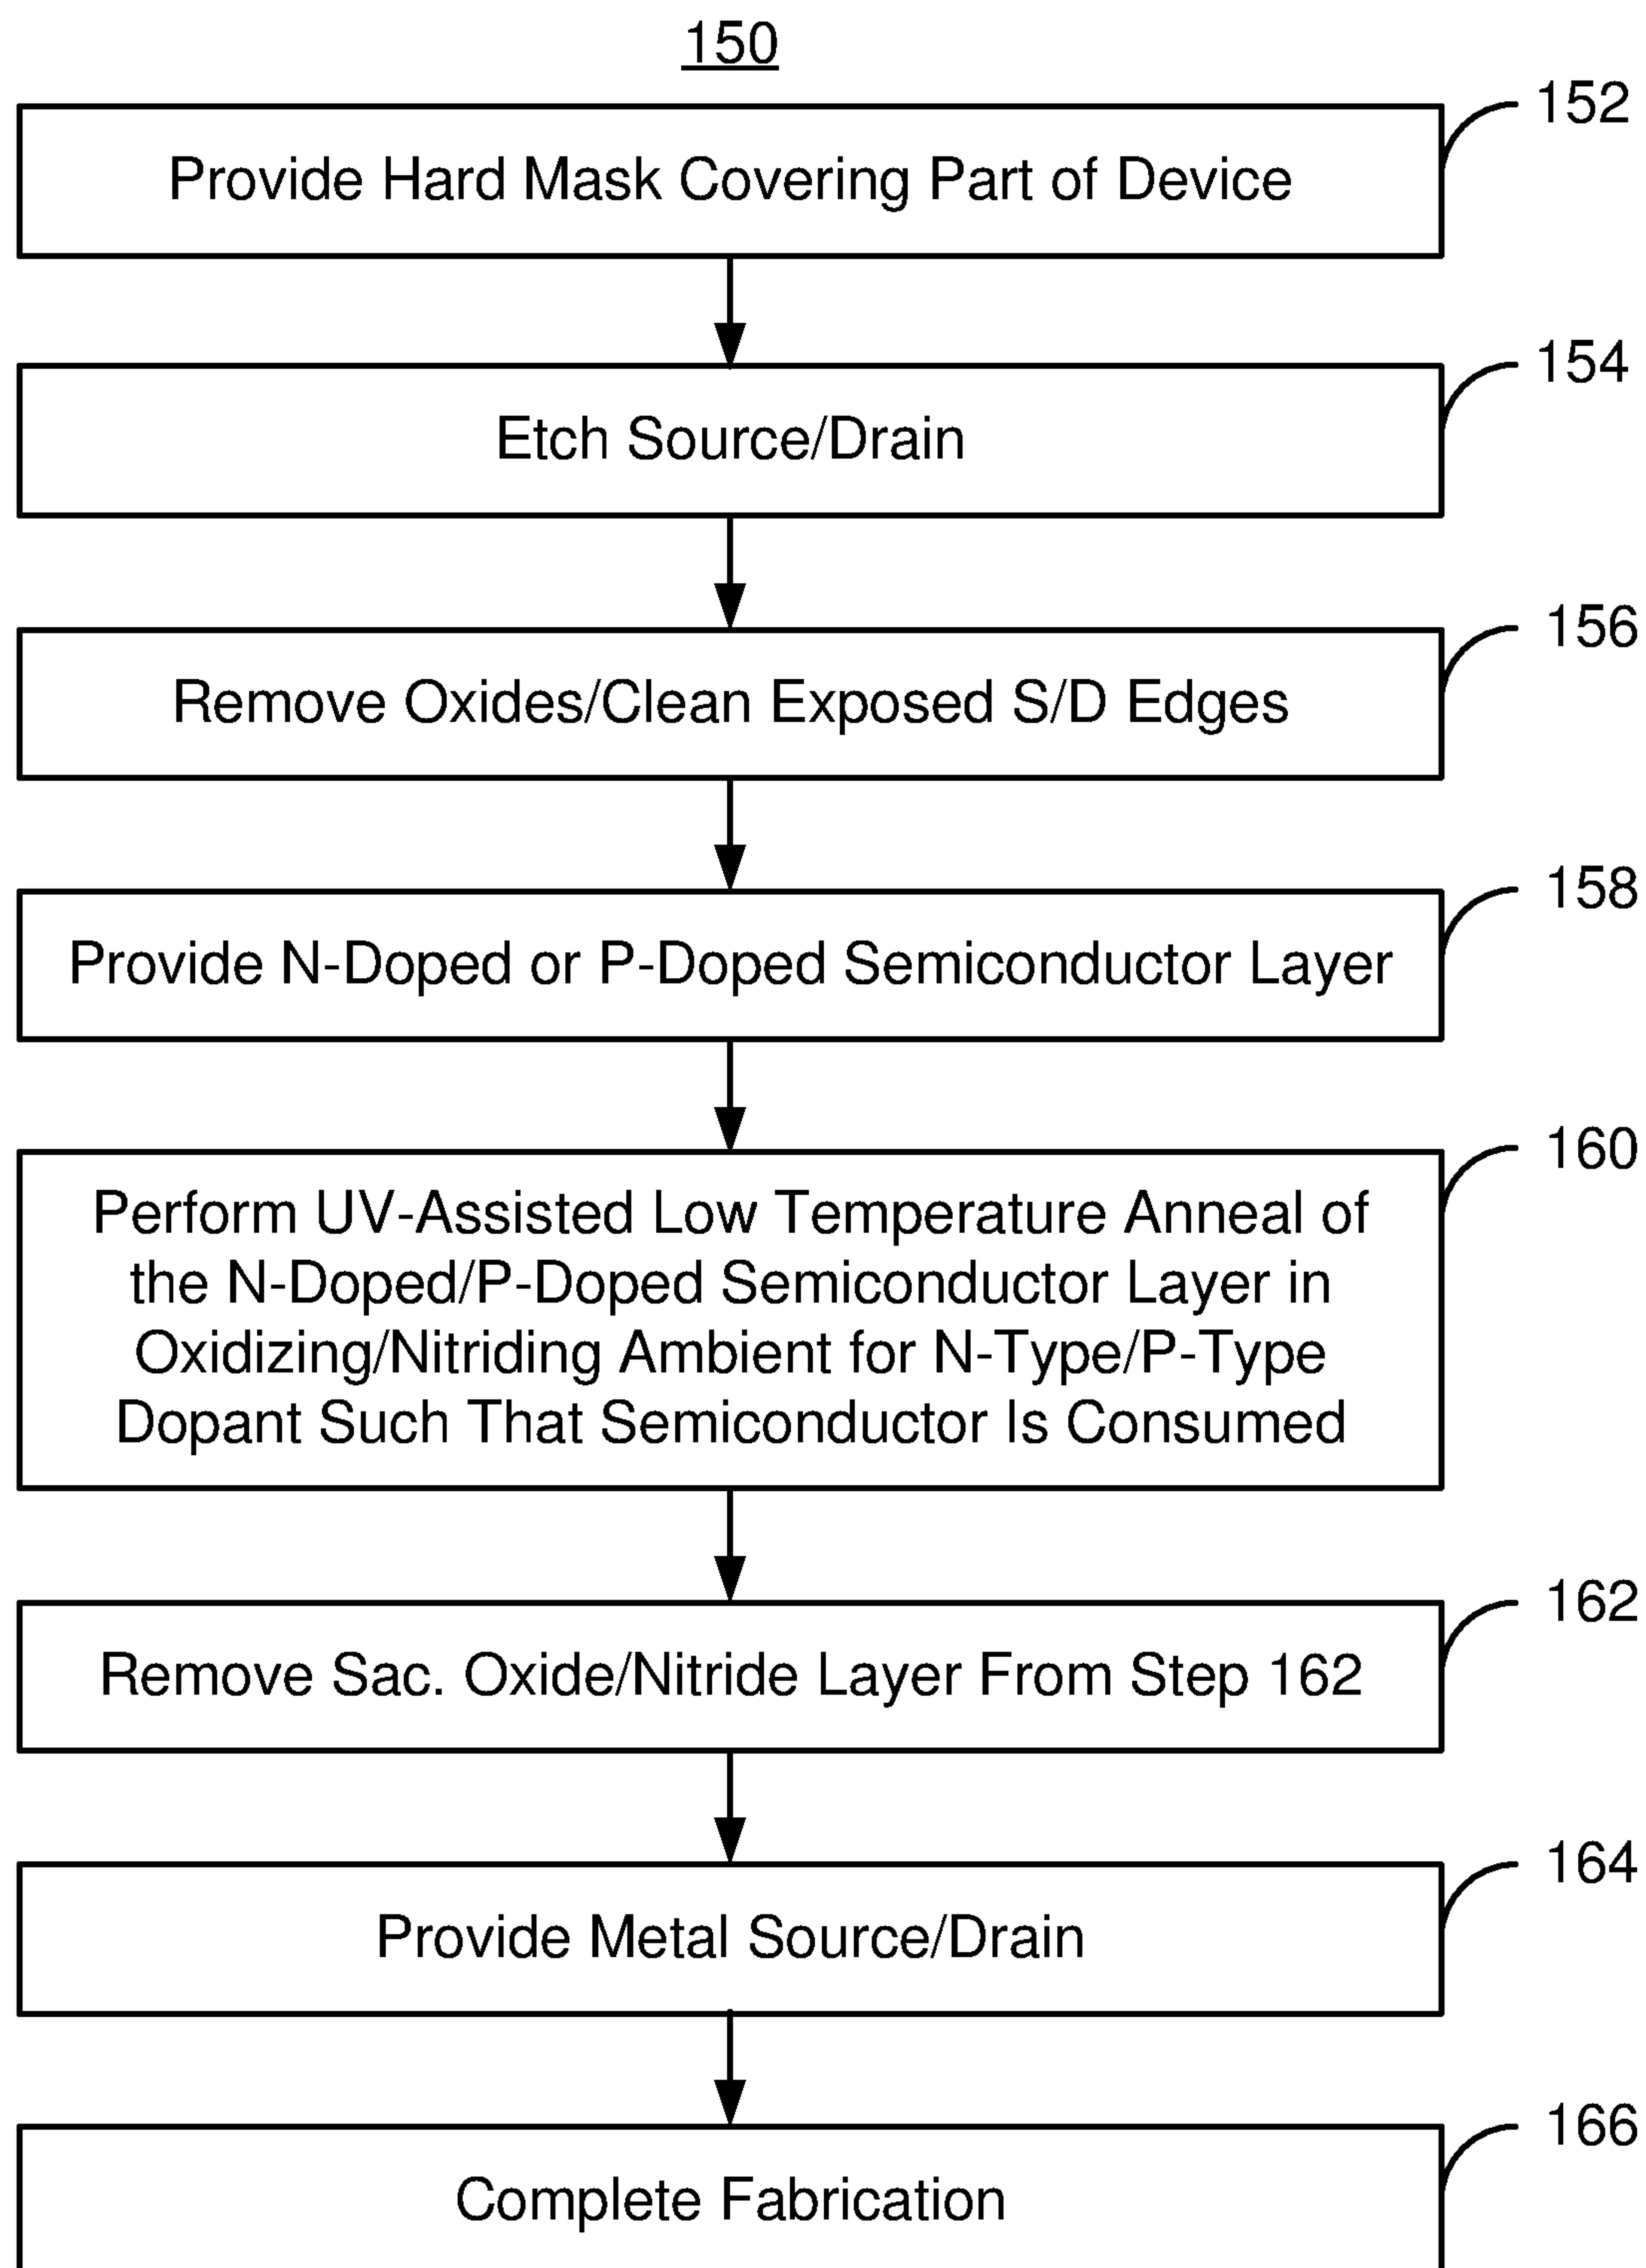 150
152
Provide Hard Mask Covering Part of Device
154
Etch Source/Drain
156
Remove Oxides/Clean Exposed S/D Edges
158
Provide N-Doped or P-Doped Semiconductor Layer
160
Perform UV-Assisted Low Temperature Anneal of
the N-Doped/P-Doped Semiconductor Layer in
Oxidizing/Nitriding Ambient for N-Type/P-Type
Dopant Such That Semiconductor Is Consumed
162
Remove Sac. Oxide/Nitride Layer From Step 162
164
Provide Metal Source/Drain
166
Complete Fabrication